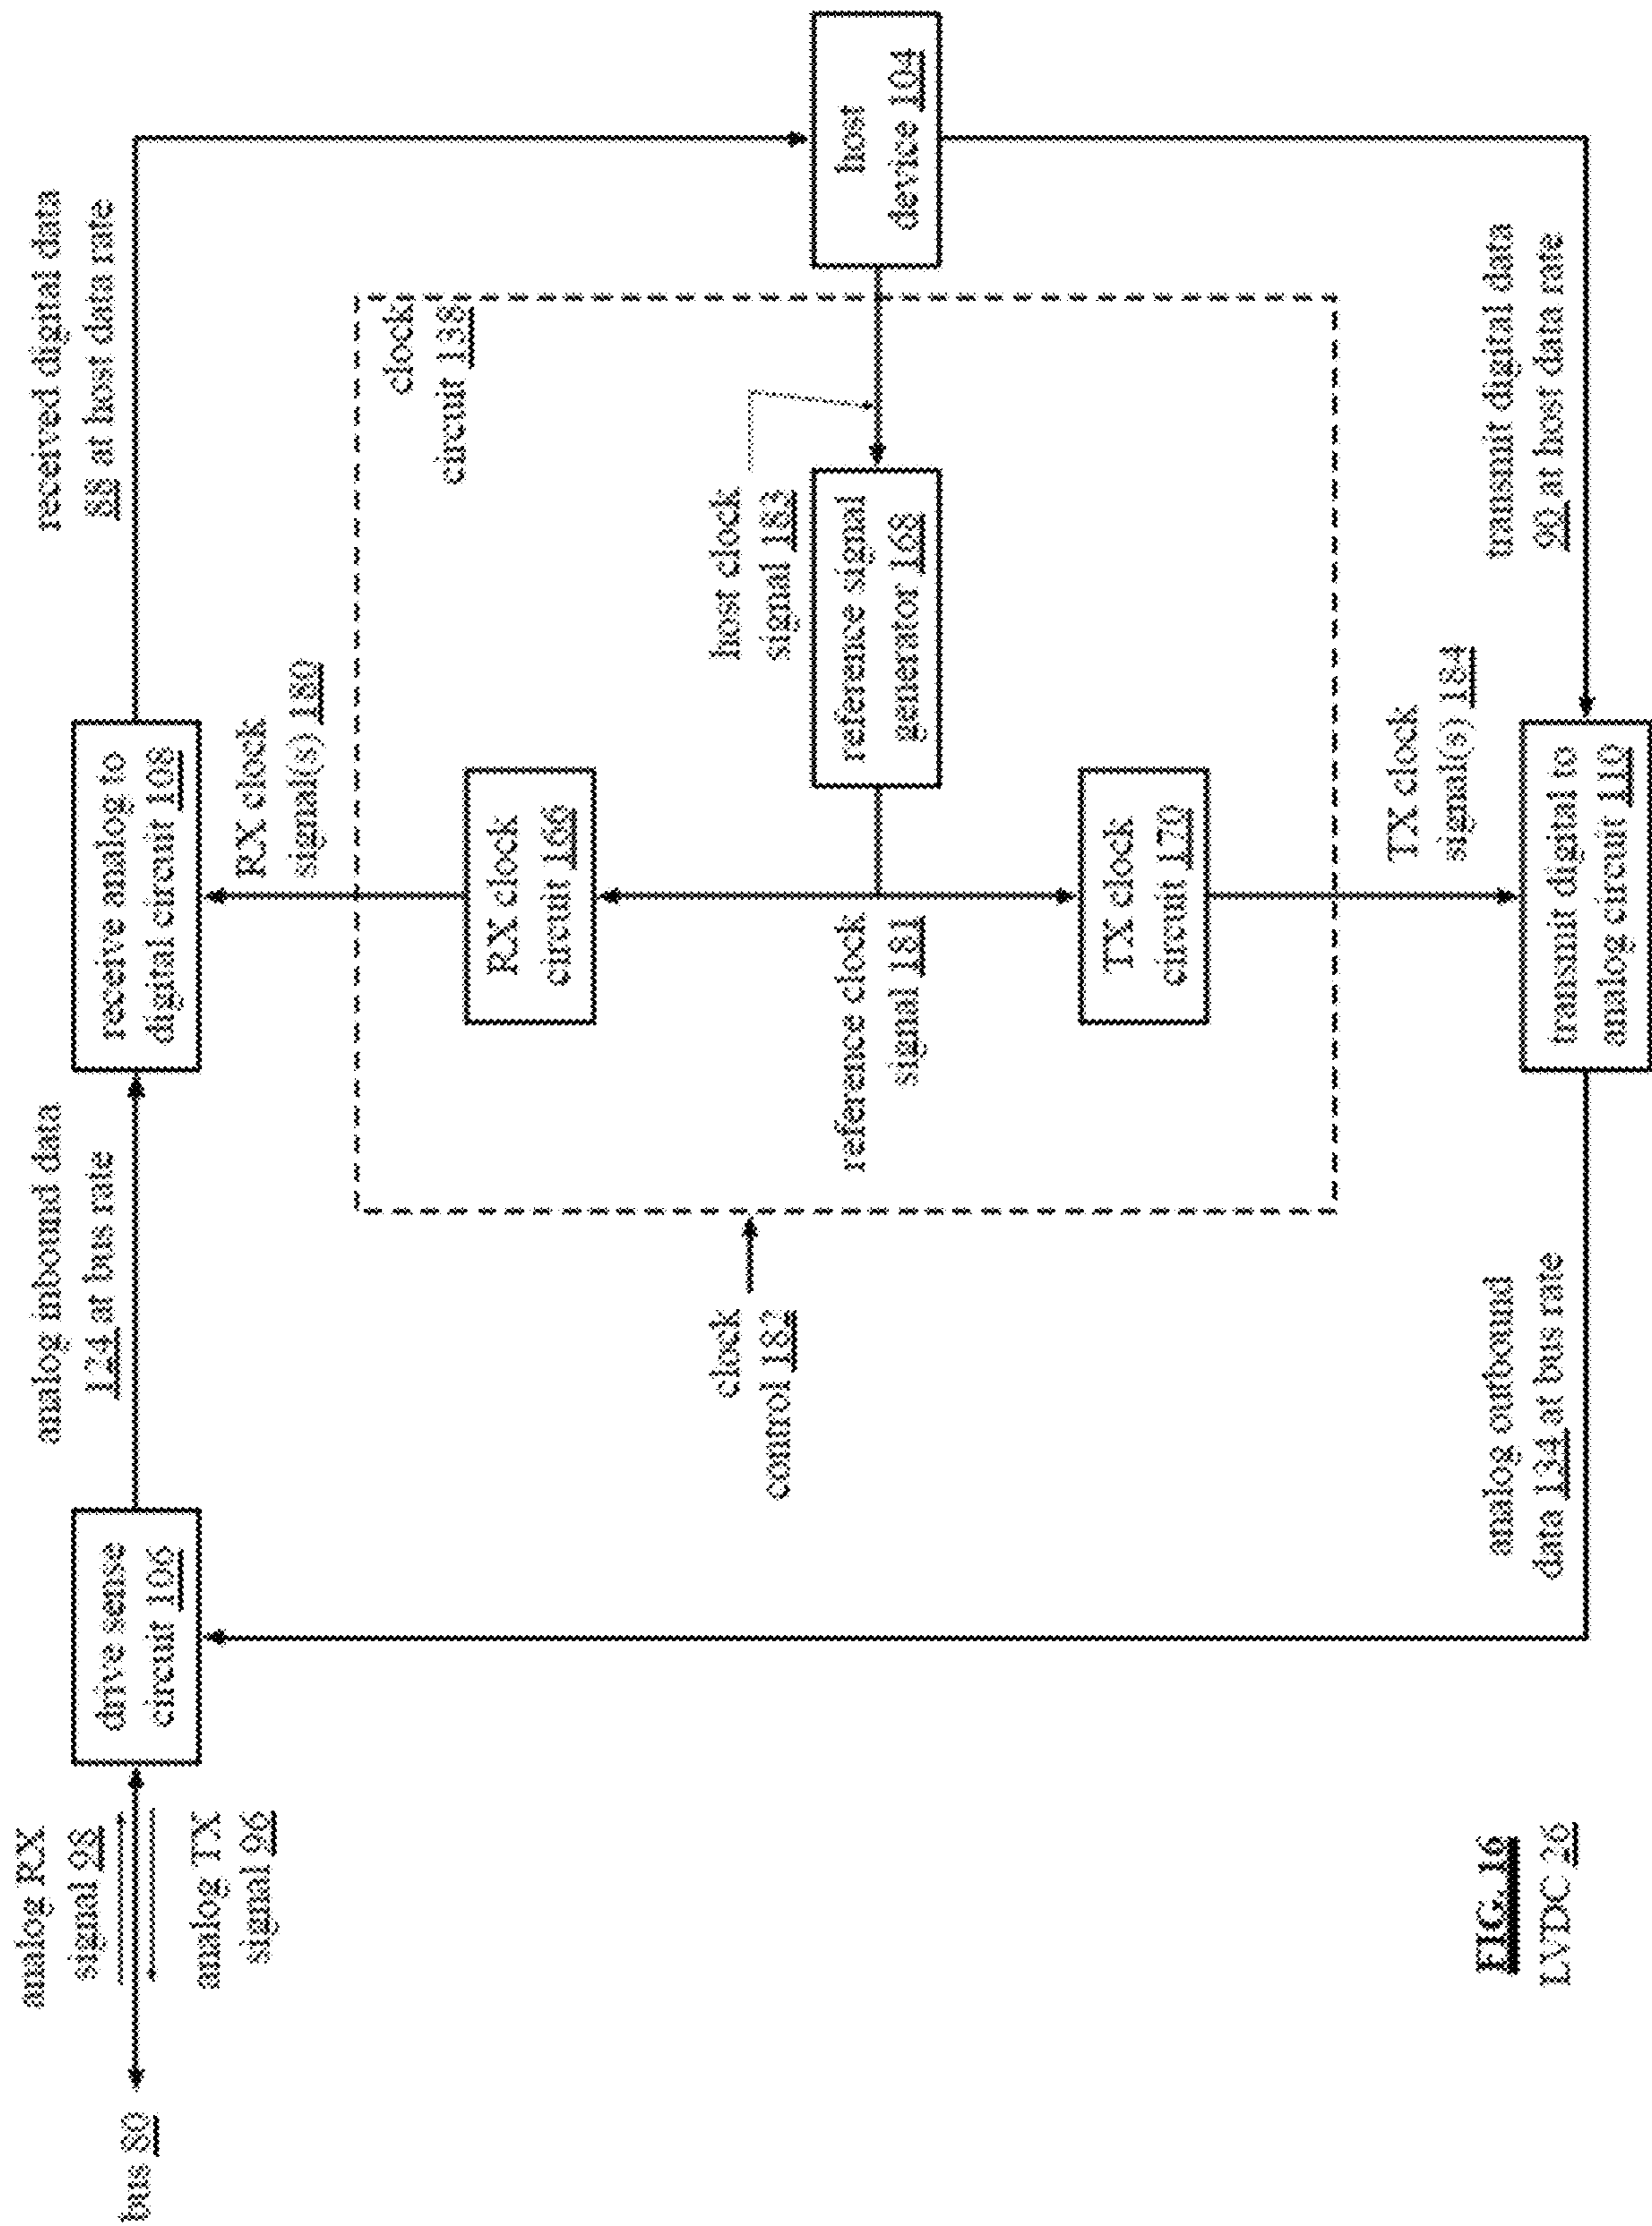 analog RX
signal 98
bus 80
analog TX
signal 96
drive sense
circuit 106
analog inbound data
124 at bus rate
receive analog to
digital circuit 108
received digital data
88 at host data rate
RX clock
signal(s) 180
clock
circuit 138
RX clock
circuit 166
clock
control 182
host clock
signal 183
reference clock
signal 181
reference signal
generator 168
host
device 104
TX clock
circuit 170
TX clock
signal(s) 184
analog outbound
data 134 at bus rate
transmit digital to
analog circuit 110
transmit digital data
90 at host data rate
FIG. 16
LVDC 26